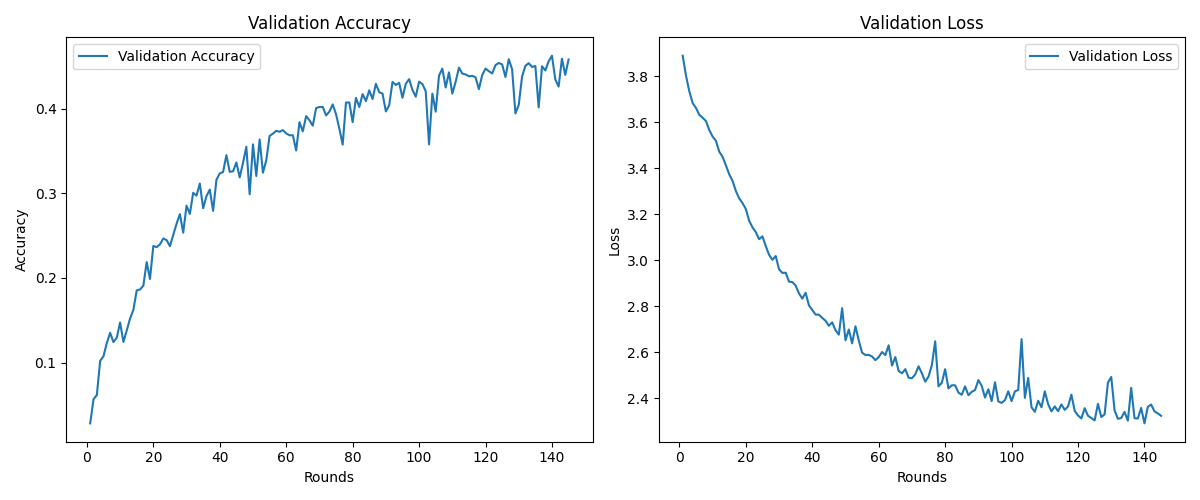 Validation Accuracy
Validation Accuracy
Accuracy
0.4
0.3
0.2
0.1
0 20 40 60 80 100 120 140
Rounds
Validation Loss
Validation Loss
Loss
3.8
3.6
3.4
3.2
3.0
2.8
2.6
2.4
0 20 40 60 80 100 120 140
Rounds